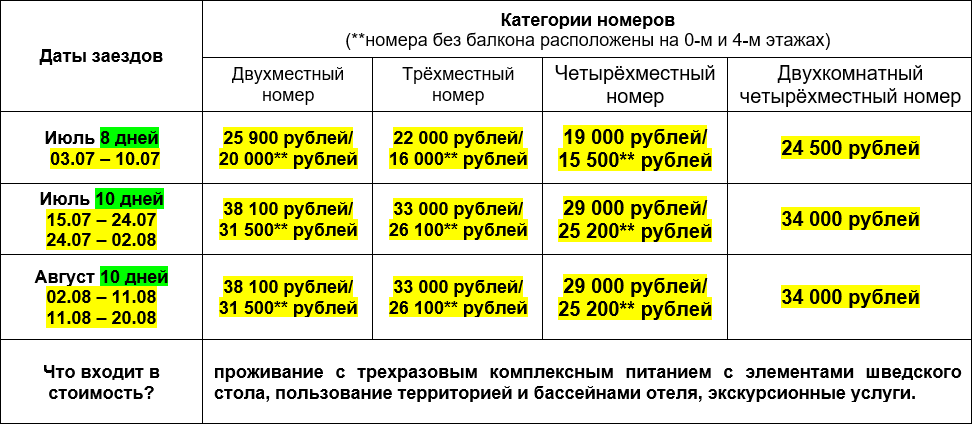 Даты заездов
Категории номеров
(**номера без балкона расположены на 0-м и 4-м этажах)
Двухместный
номер
Трёхместный
номер
Четырёхместный
номер
Двухкомнатный
четырёхместный номер
Июль 8 дней
03.07 – 10.07
25 900 рублей/
20 000** рублей
22 000 рублей/
16 000** рублей
19 000 рублей/
15 500** рублей
24 500 рублей
Июль 10 дней
15.07 – 24.07
24.07 – 02.08
38 100 рублей/
31 500** рублей
33 000 рублей/
26 100** рублей
29 000 рублей/
25 200** рублей
34 000 рублей
Август 10 дней
02.08 – 11.08
11.08 – 20.08
38 100 рублей/
31 500** рублей
33 000 рублей/
26 100** рублей
29 000 рублей/
25 200** рублей
34 000 рублей
Что входит в
стоимость?
проживание с трехразовым комплексным питанием с элементами шведского
стола, пользование территорией и бассейнами отеля, экскурсионные услуги.